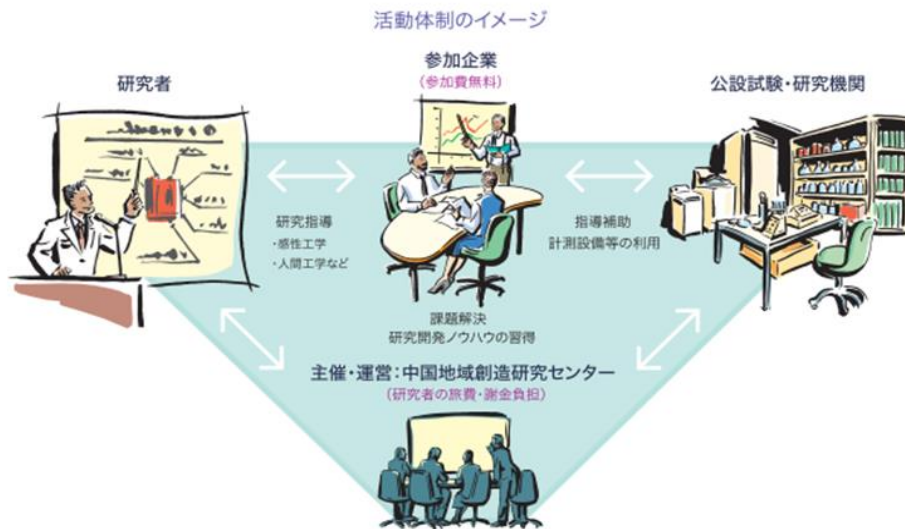 活動体制のイメージ
研究者
参加企業
(参加費無料)
公設試験・研究機関
研究指導
・感性工学
・人間工学など
指導補助
計測設備等の利用
課題解決
研究開発ノウハウの習得
主催・運営:中国地域創造研究センター
(研究者の旅費・謝金負担)